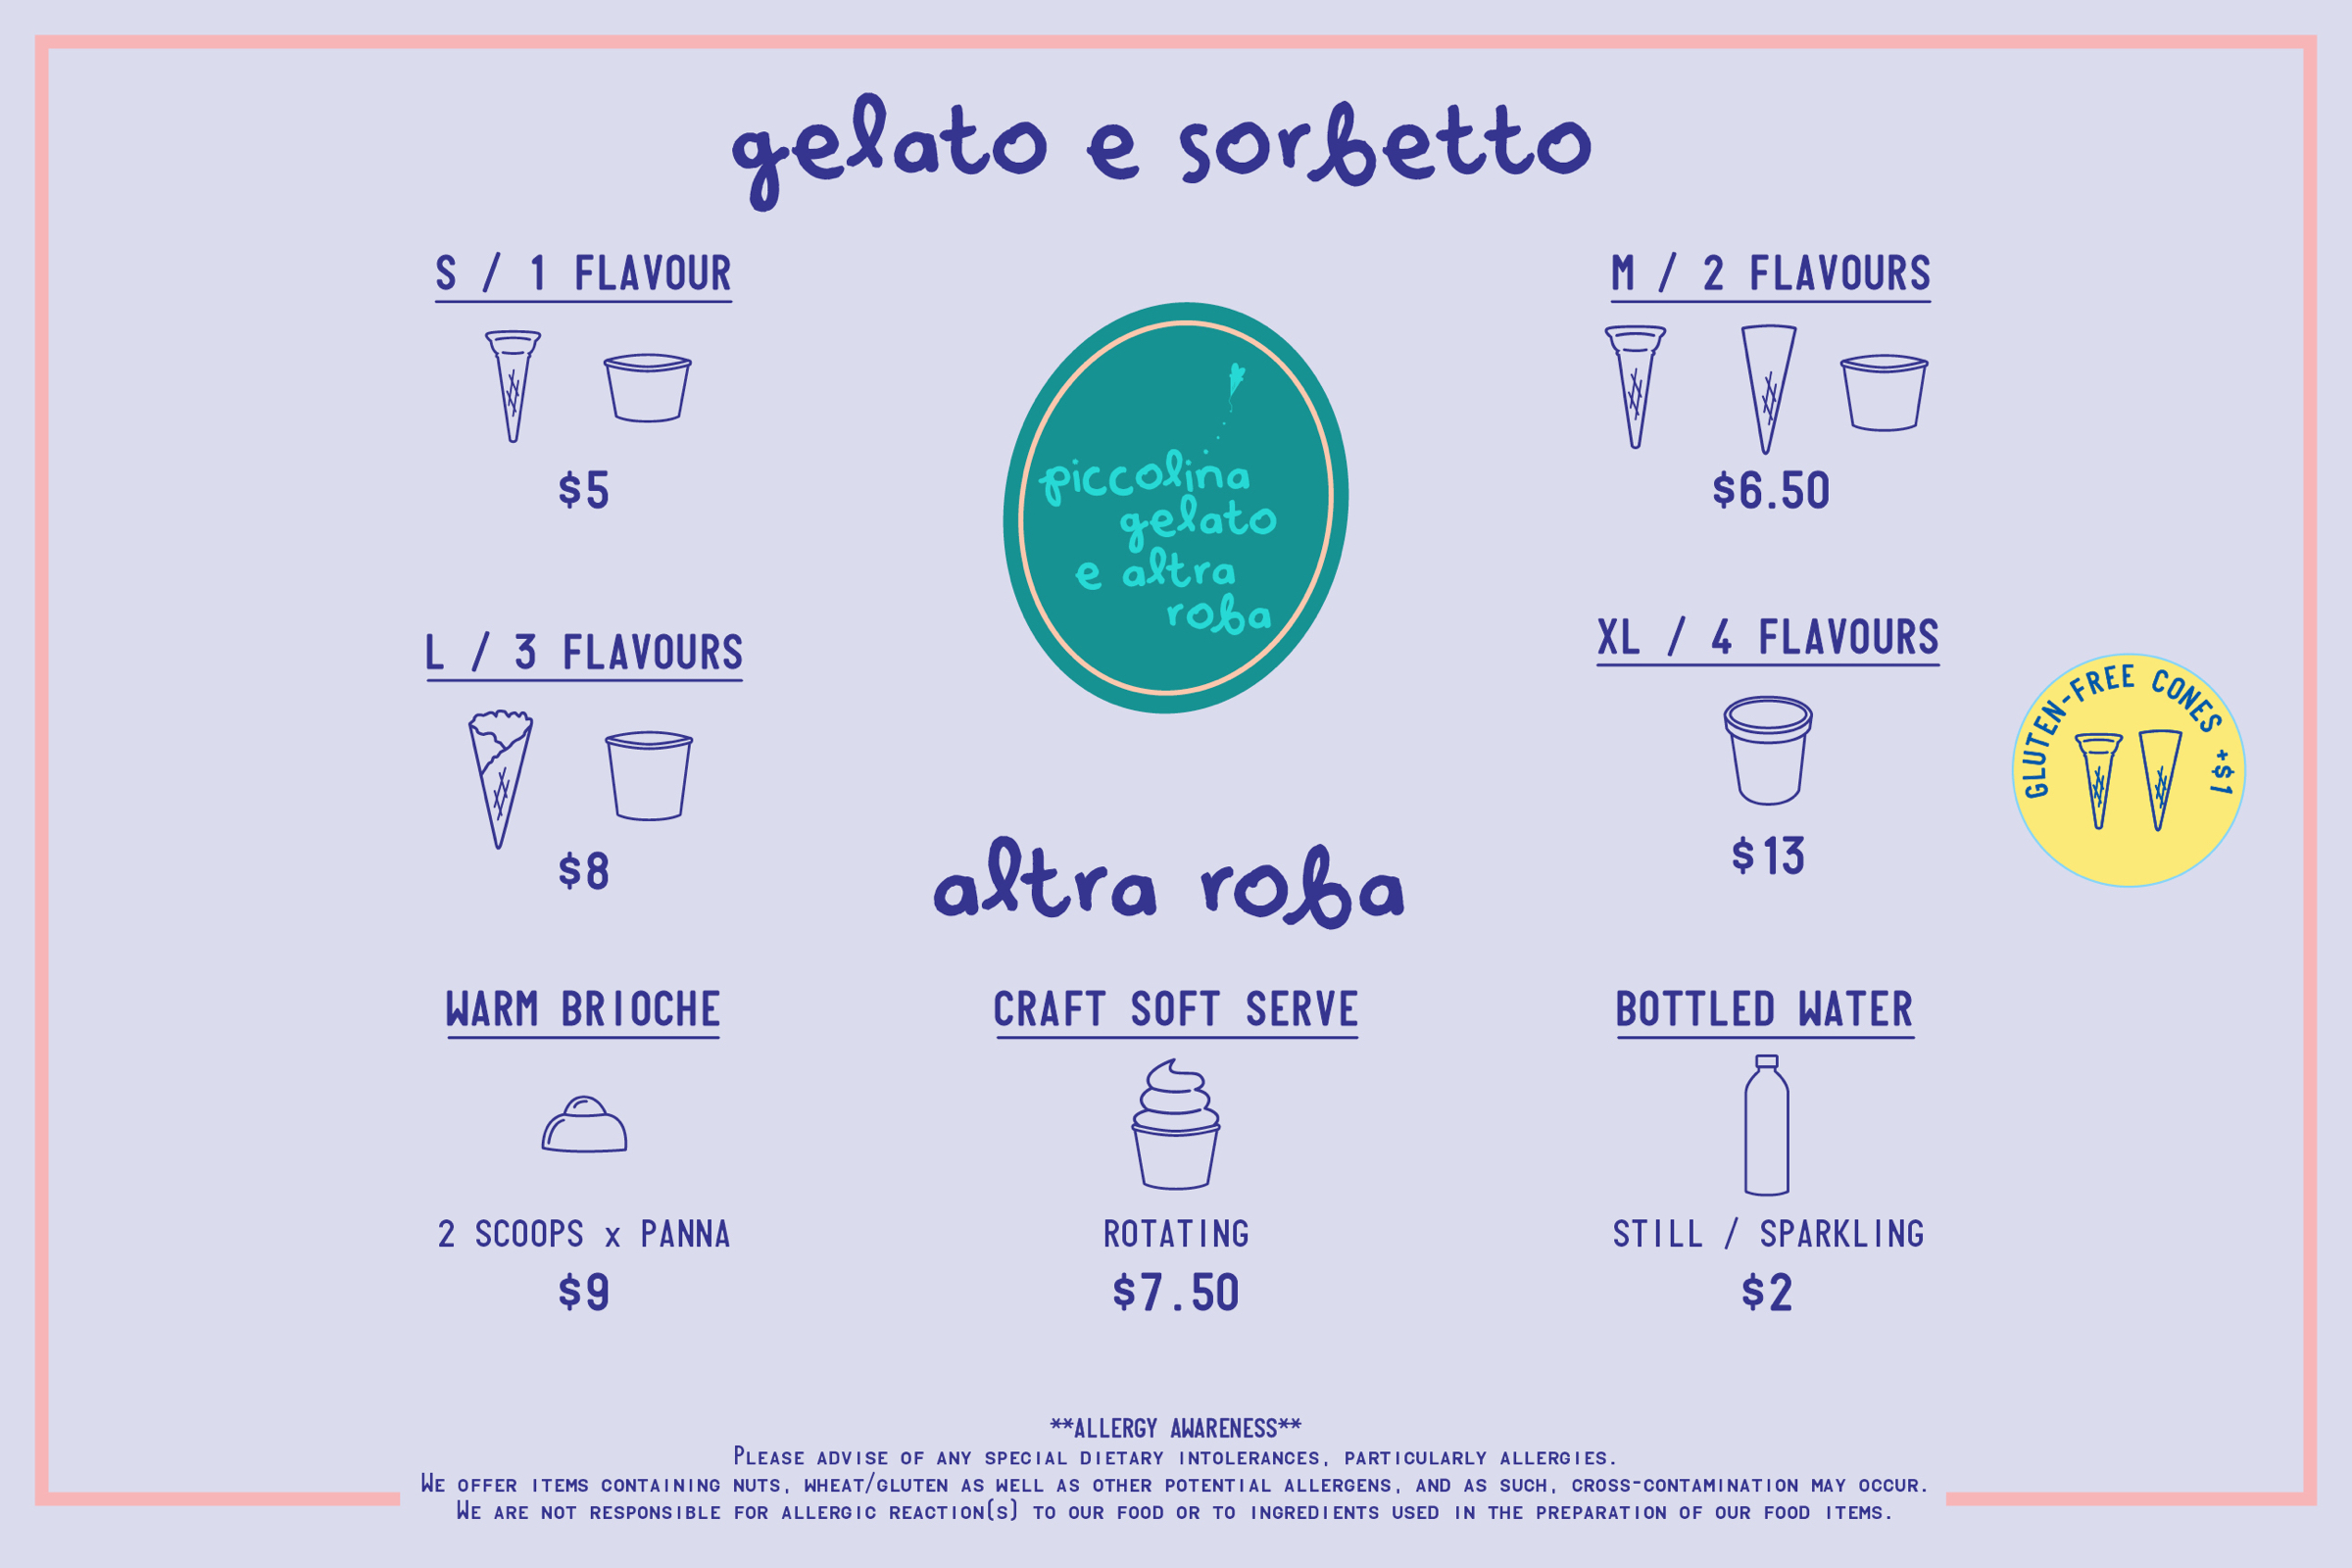 gelato e sorbetto
S / 1 FLAVOUR
$5
M / 2 FLAVOURS
$6.50
piccolina
gelato
e altra
roba
L / 3 FLAVOURS
$8
XL / 4 FLAVOURS
$13
GLUTEN-FREE CONES +$1
altra roba
WARM BRIOCHE
2 SCOOPS x PANNA
$9
CRAFT SOFT SERVE
ROTATING
$7.50
BOTTLED WATER
STILL / SPARKLING
$2
**ALLERGY AWARENESS**
PLEASE ADVISE OF ANY SPECIAL DIETARY INTOLERANCES, PARTICULARLY ALLERGIES.
WE OFFER ITEMS CONTAINING NUTS, WHEAT/GLUTEN AS WELL AS OTHER POTENTIAL ALLERGENS, AND AS SUCH, CROSS-CONTAMINATION MAY OCCUR.
WE ARE NOT RESPONSIBLE FOR ALLERGIC REACTION(S) TO OUR FOOD OR TO INGREDIENTS USED IN THE PREPARATION OF OUR FOOD ITEMS.